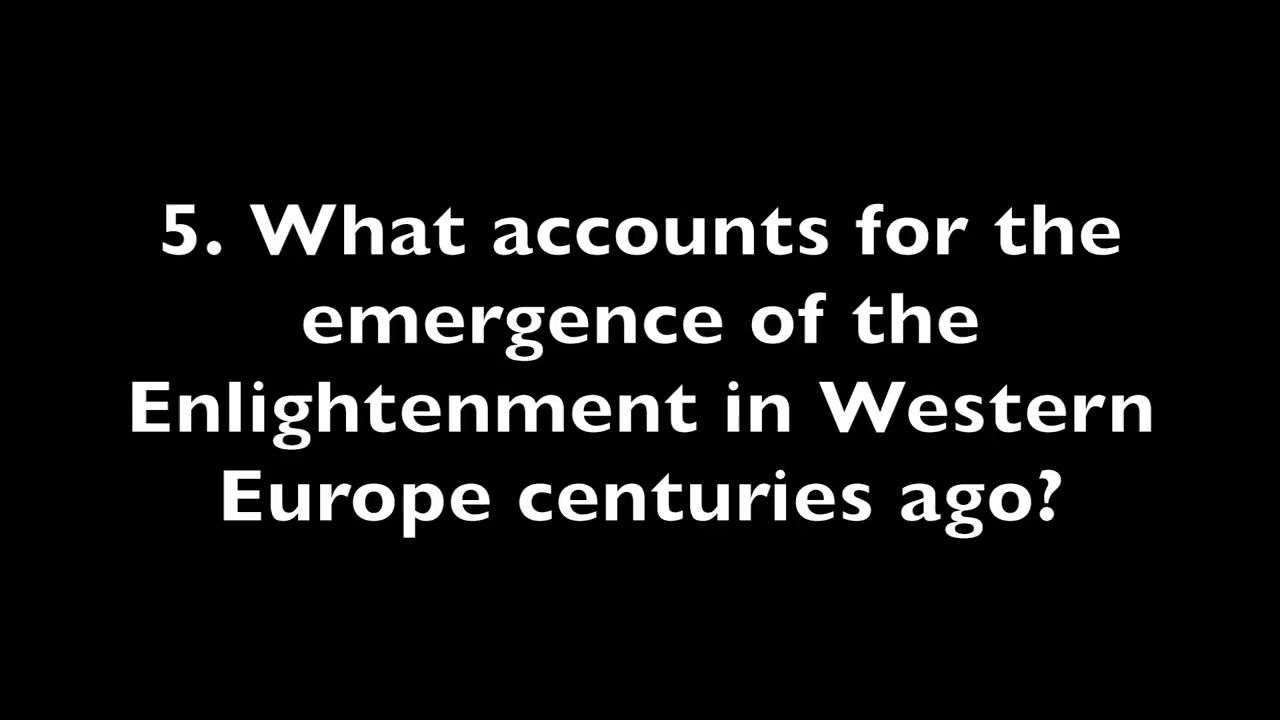 5. What accounts for the
emergence of the
Enlightenment in Western
Europe centuries ago?